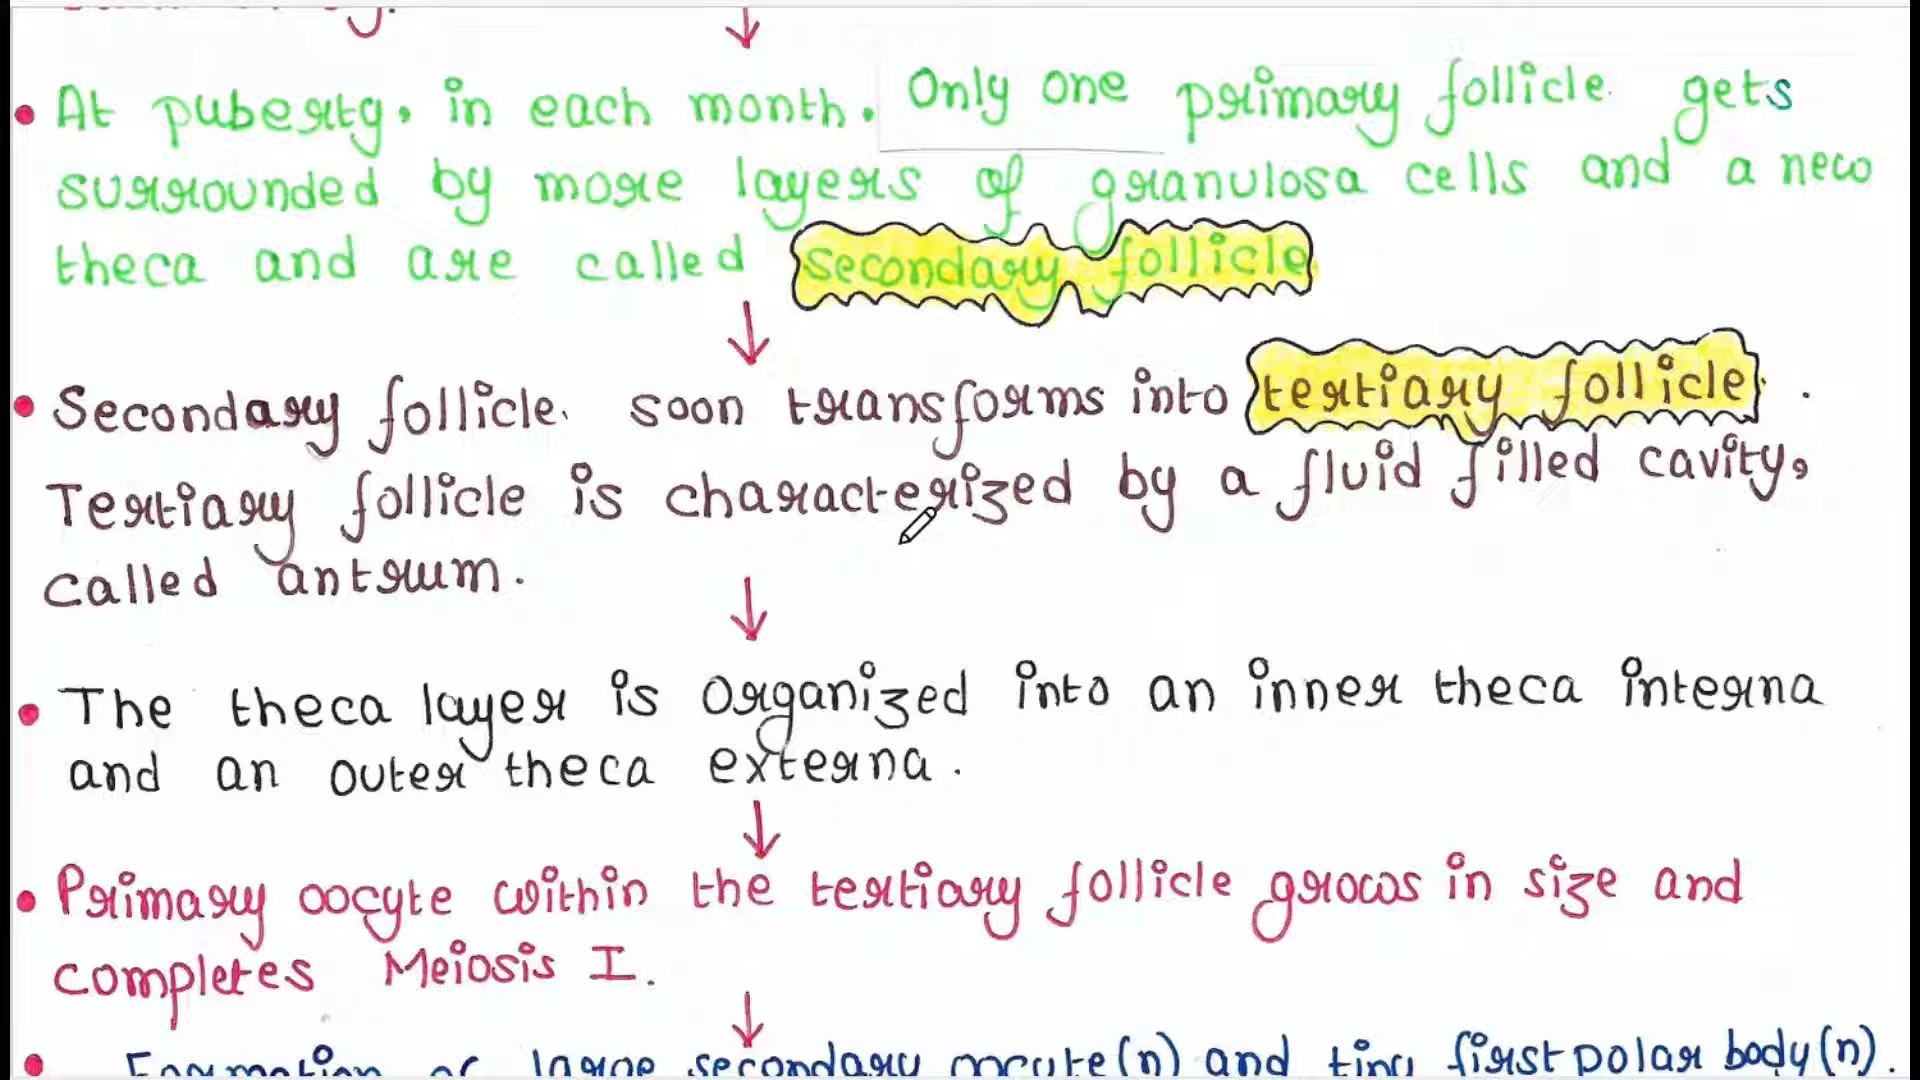 • At puberty, in each month. Only one primary follicle gets
surrounded by more layers of granulosa cells and a new
theca and are called secondary follicle
• Secondary follicle soon transforms into tertiary follicle.
Tertiary follicle is characterized by a fluid filled cavity,
called antrum.
• The theca layer is organized into an inner theca interna
and an outer theca externa.
• Primary oocyte within the tertiary follicle grows in size and
completes Meiosis I.
• Formation of large secondary oocyte(n) and tiny first polar body(n).